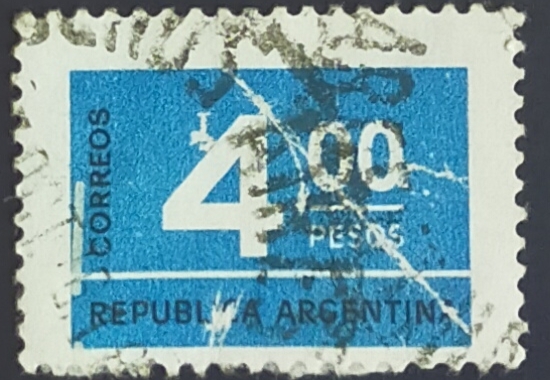 CORREOS
4 00
PESOS
REPUBLICA ARGENTINA